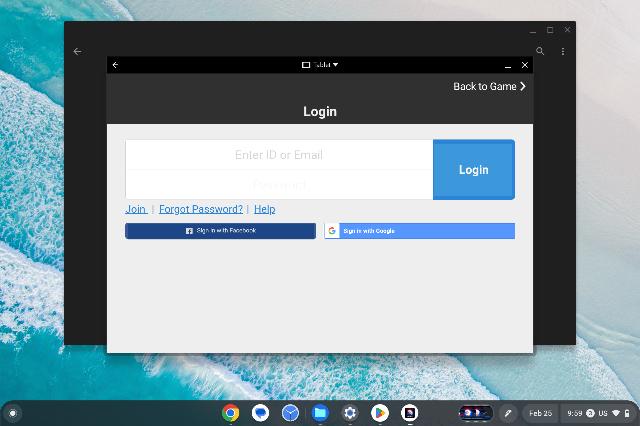 Tablet
Back to Game
Login
Enter ID or Email
Password
Login
Join | Forgot Password? | Help
Sign in with Facebook
Sign in with Google
Feb 25
9:59
US